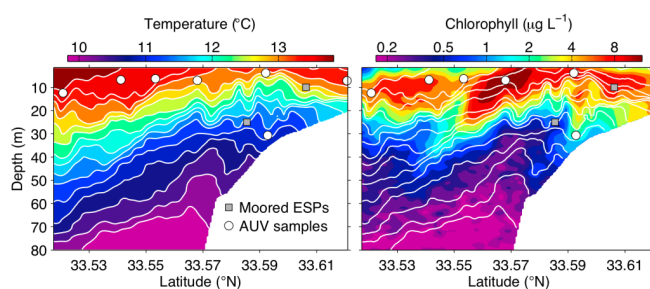 Temperature (°C)
Chlorophyll (µg L⁻¹)
10 11 12 13
0.2 0.5 1 2 4 8
Depth (m)
10
20
30
40
50
60
70
80
Moored ESPs
AUV samples
33.53 33.55 33.57 33.59 33.61
33.53 33.55 33.57 33.59 33.61
Latitude (°N)
Latitude (°N)